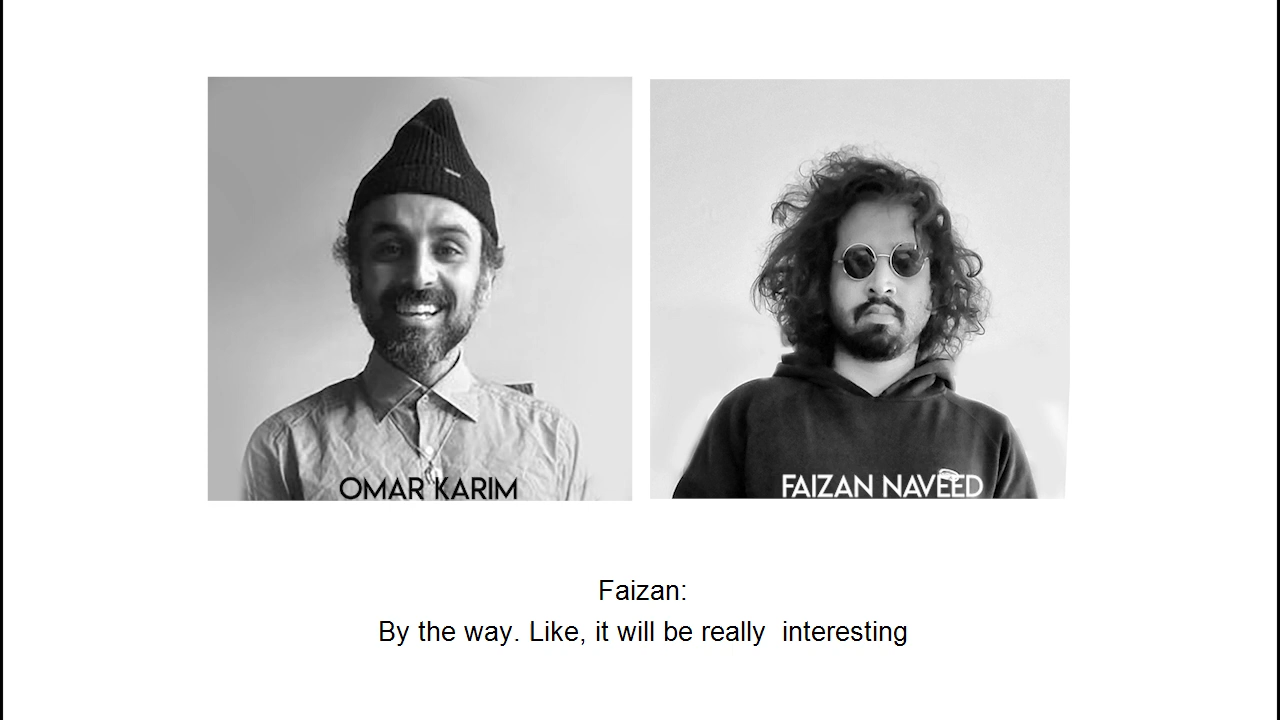 OMAR KARIM
FAIZAN NAVEED
Faizan:
By the way. Like, it will be really  interesting